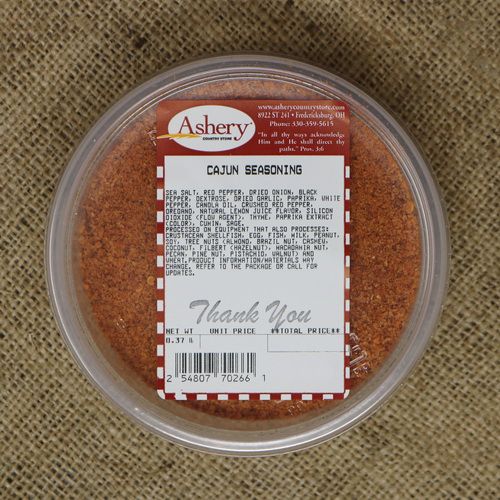 Ashery
COUNTRY STORE
www.asherycountrystore.com
8922 ST 241 • Fredericksburg, OH
Phone: 330-359-5615
"In all thy ways acknowledge
Him and He shall direct thy
paths." Prov. 3:6
CAJUN SEASONING
SEA SALT, RED PEPPER, DRIED ONION, BLACK
PEPPER, DEXTROSE, DRIED GARLIC, PAPRIKA, WHITE
PEPPER, CANOLA OIL, CRUSHED RED PEPPER,
OREGANO, NATURAL LEMON JUICE FLAVOR, SILICON
DIOXIDE (FLOW AGENT), THYME, PAPRIKA EXTRACT
(COLOR), CUMIN, SAGE.
PROCESSED ON EQUIPMENT THAT ALSO PROCESSES:
CRUSTACEAN SHELLFISH, EGG, FISH, MILK, PEANUT,
SOY, TREE NUTS (ALMOND, BRAZIL NUT, CASHEW,
COCONUT, FILBERT (HAZELNUT), MACADAMIA NUT,
PECAN, PINE NUT, PISTACHIO, WALNUT) AND
WHEAT.PRODUCT INFORMATION/MATERIALS MAY
CHANGE. REFER TO THE PACKAGE OR CALL FOR
UPDATES.
Thank You
NET WT UNIT PRICE **TOTAL PRICE**
0.37 lb
2 54807 70266 1